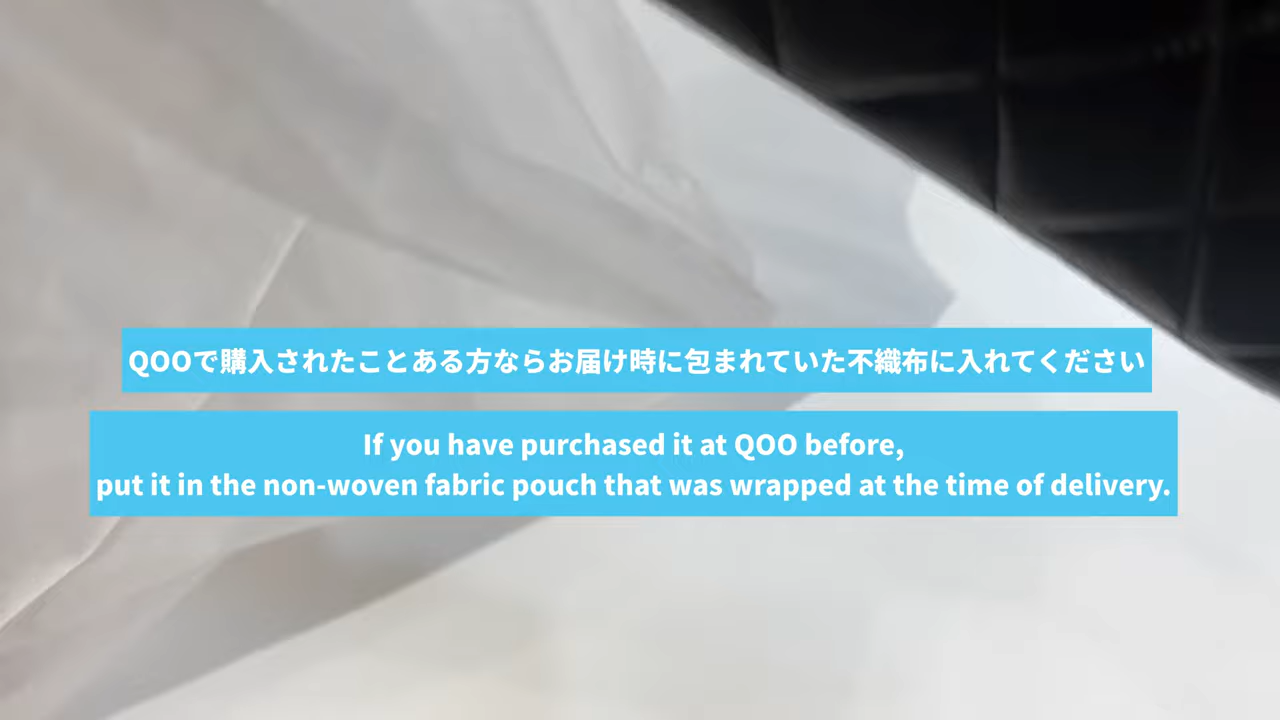 QOOで購入されたことある方ならお届け時に包まれていた不織布に入れてください
If you have purchased it at QOO before,
put it in the non-woven fabric pouch that was wrapped at the time of delivery.